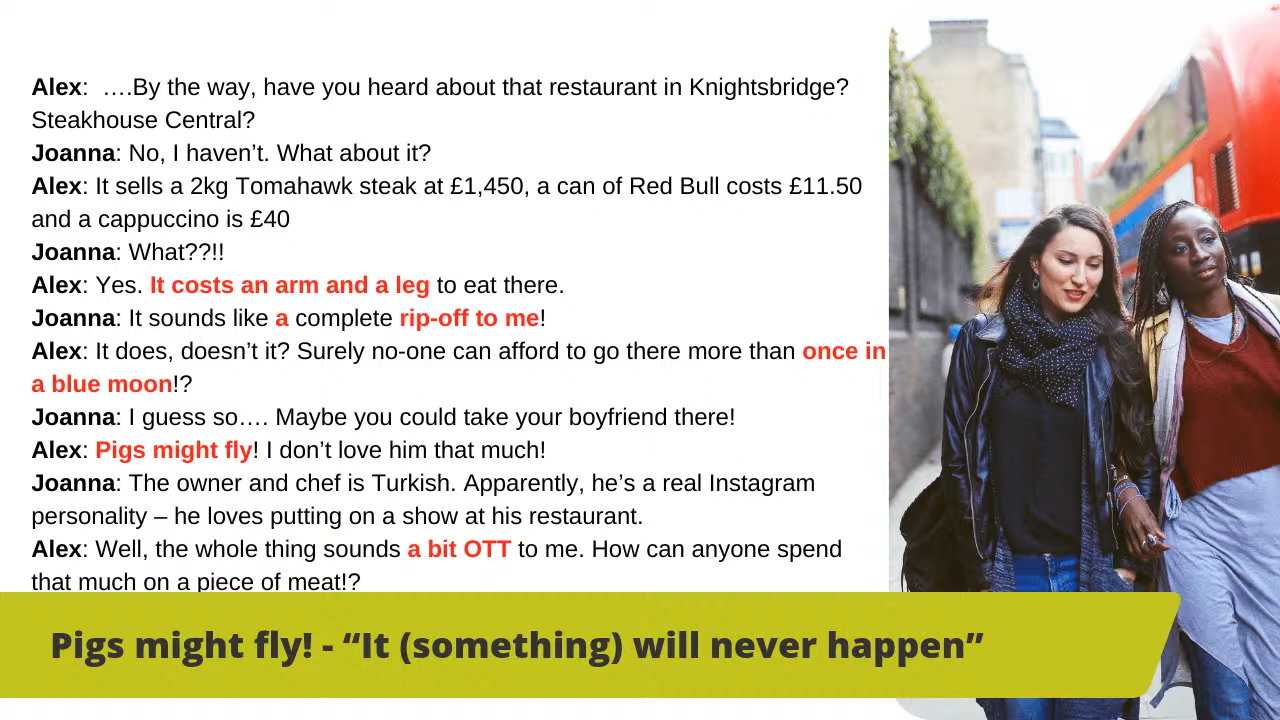 Alex:  ….By the way, have you heard about that restaurant in Knightsbridge?
Steakhouse Central?
Joanna: No, I haven’t. What about it?
Alex: It sells a 2kg Tomahawk steak at £1,450, a can of Red Bull costs £11.50
and a cappuccino is £40
Joanna: What??!!
Alex: Yes. It costs an arm and a leg to eat there.
Joanna: It sounds like a complete rip-off to me!
Alex: It does, doesn’t it? Surely no-one can afford to go there more than once in
a blue moon!?
Joanna: I guess so…. Maybe you could take your boyfriend there!
Alex: Pigs might fly! I don’t love him that much!
Joanna: The owner and chef is Turkish. Apparently, he’s a real Instagram
personality – he loves putting on a show at his restaurant.
Alex: Well, the whole thing sounds a bit OTT to me. How can anyone spend
that much on a piece of meat!?
Pigs might fly! - “It (something) will never happen”